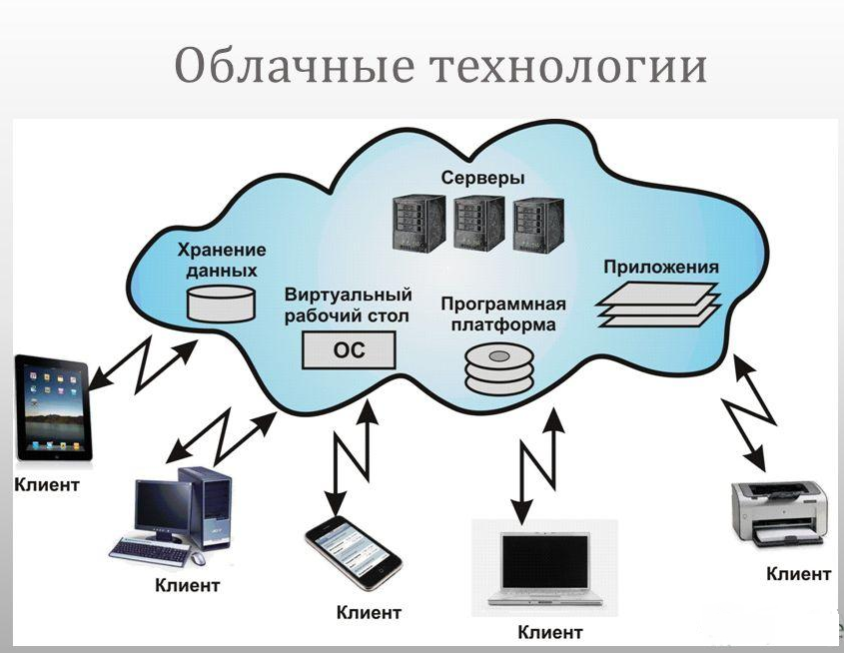 Облачные технологии
Серверы
Хранение
данных
Виртуальный
рабочий стол
ОС
Программная
платформа
Приложения
Клиент
Клиент
Клиент
Клиент
Клиент